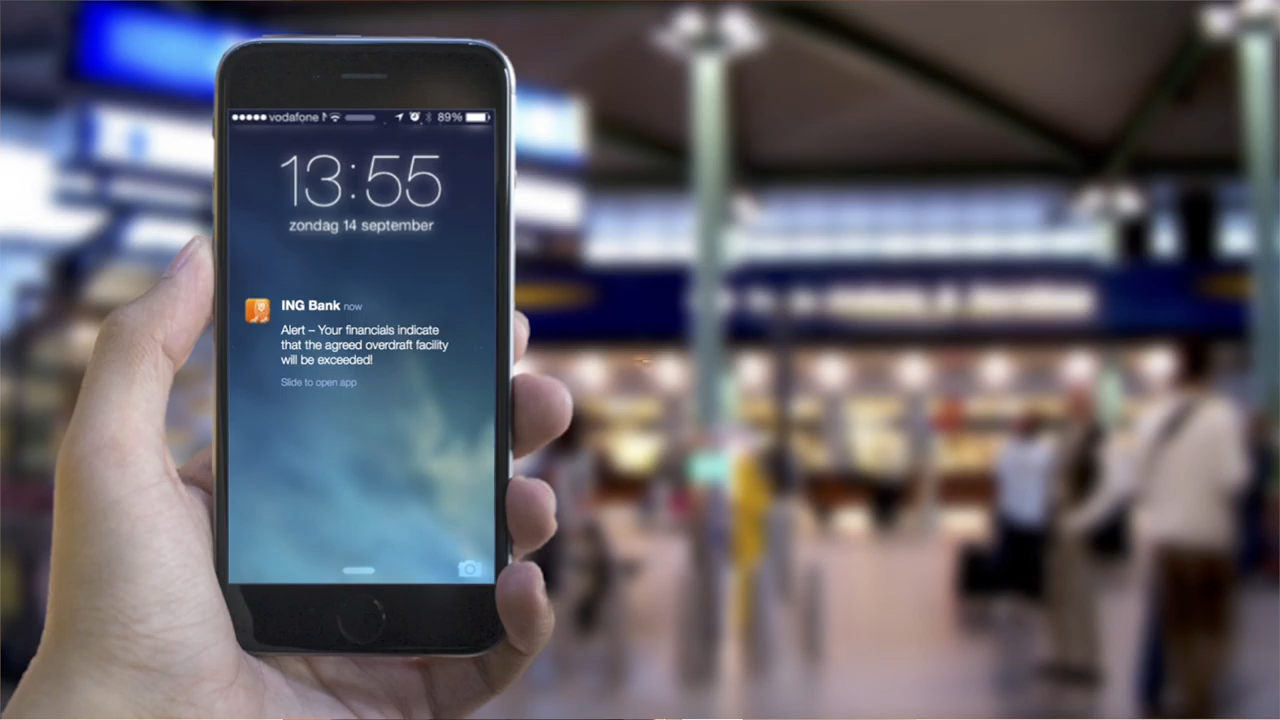 vodafone N 89%
13:55
zondag 14 september
ING Bank now
Alert – Your financials indicate
that the agreed overdraft facility
will be exceeded!
Slide to open app